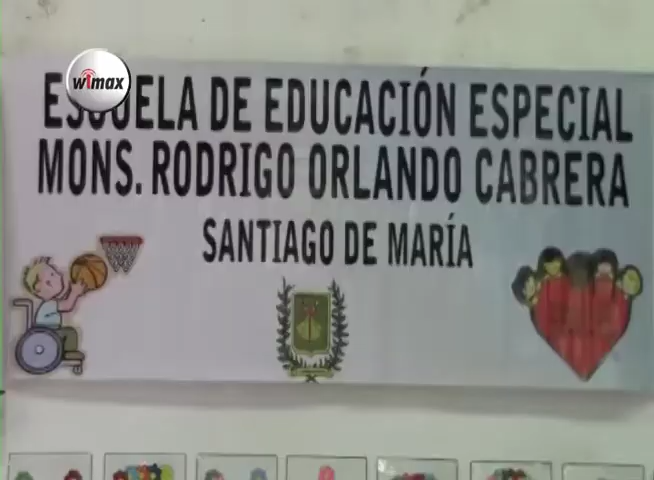 wimax
ESCUELA DE EDUCACIÓN ESPECIAL
MONS. RODRIGO ORLANDO CABRERA
SANTIAGO DE MARÍA